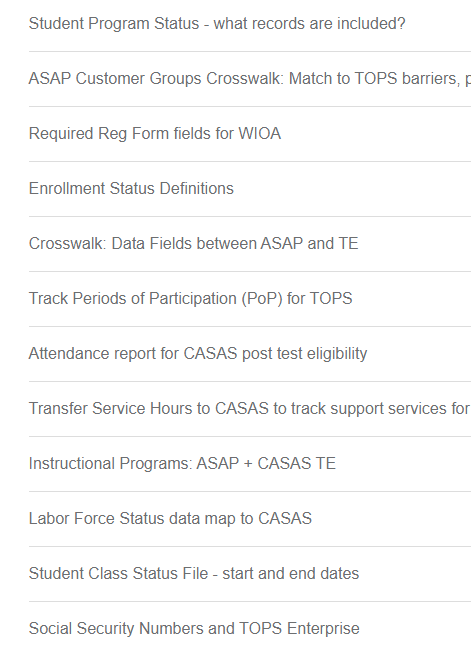 Student Program Status - what records are included?
ASAP Customer Groups Crosswalk: Match to TOPS barriers,
Required Reg Form fields for WIOA
Enrollment Status Definitions
Crosswalk: Data Fields between ASAP and TE
Track Periods of Participation (PoP) for TOPS
Attendance report for CASAS post test eligibility
Transfer Service Hours to CASAS to track support services for
Instructional Programs: ASAP + CASAS TE
Labor Force Status data map to CASAS
Student Class Status File - start and end dates
Social Security Numbers and TOPS Enterprise